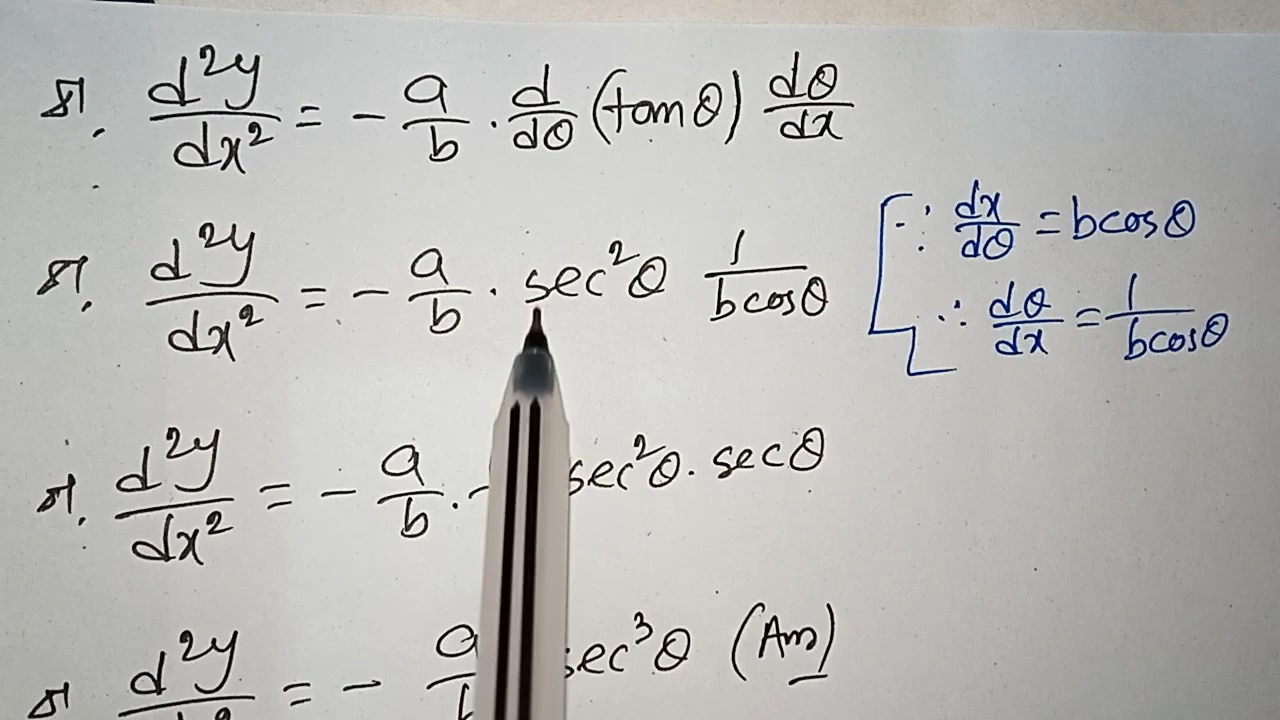 वा. d²y/dx² = - a/b . d/dθ (tan θ) dθ/dx
वा. d²y/dx² = - a/b . sec²θ 1/bcosθ
[∵ dx/dθ = bcosθ
∴ dθ/dx = 1/bcosθ
वा. d²y/dx² = - a/b . sec²θ . secθ
वा d²y/dx² = - a sec³θ (Ans)